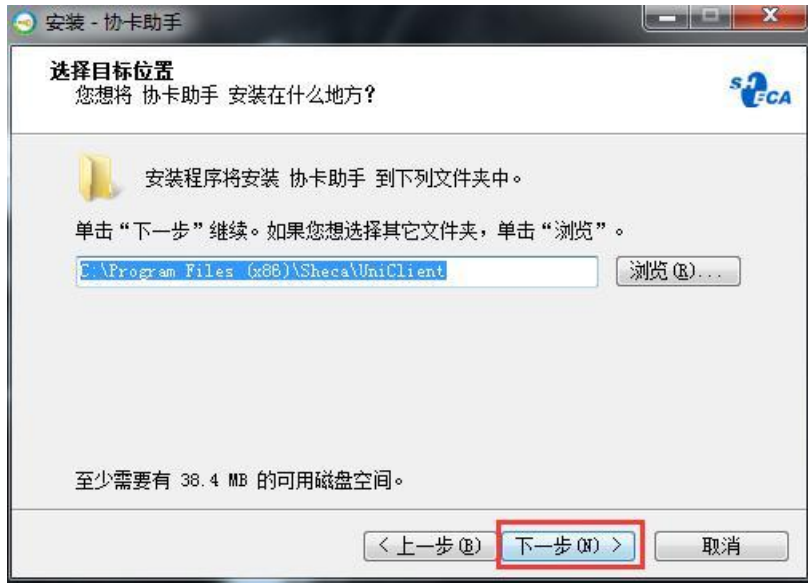 安装 - 协卡助手
选择目标位置
您想将 协卡助手 安装在什么地方?
SHECA
安装程序将安装 协卡助手 到下列文件夹中。
单击“下一步”继续。如果您想选择其它文件夹，单击“浏览”。
C:\Program Files (x86)\Sheca\UniClient
浏览(R)...
至少需要有 38.4 MB 的可用磁盘空间。
< 上一步(B)
下一步(N) >
取消